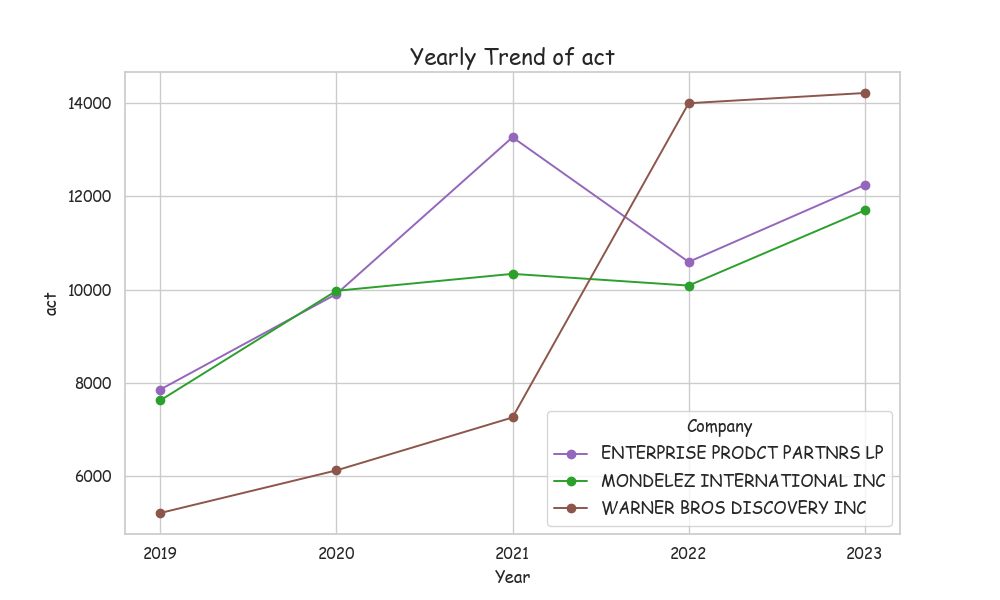 Yearly Trend of act
act
14000
12000
10000
8000
6000
Company
ENTERPRISE PRODCT PARTNRS LP
MONDELEZ INTERNATIONAL INC
WARNER BROS DISCOVERY INC
2019 2020 2021 2022 2023
Year